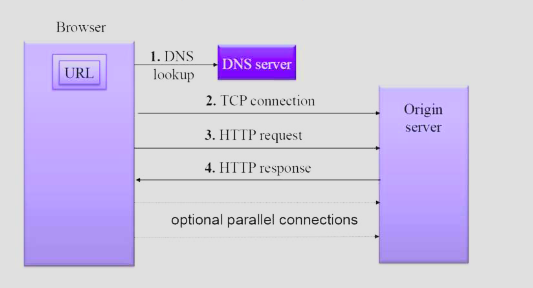 Browser
URL
1. DNS
lookup
DNS server
2. TCP connection
Origin
server
3. HTTP request
4. HTTP response
optional parallel connections